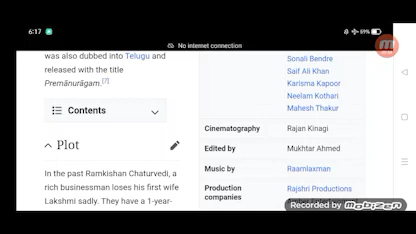 6:17
59%
No internet connection
was also dubbed into Telugu and
released with the title
Premānurāgam.[7]
Contents
Plot
In the past Ramkishan Chaturvedi, a
rich businessman loses his first wife
Lakshmi sadly. They have a 1-year-
Sonali Bendre
Saif Ali Khan
Karisma Kapoor
Neelam Kothari
Mahesh Thakur
Cinematography Rajan Kinagi
Edited by Mukhtar Ahmed
Music by Raamlaxman
Production Rajshri Productions
companies
Recorded by Mobizen